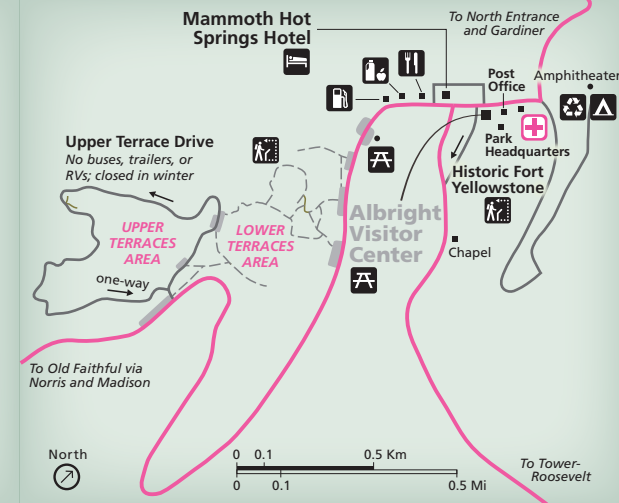 Mammoth Hot
Springs Hotel
To North Entrance
and Gardiner
Post
Office
Amphitheater
Park
Headquarters
Upper Terrace Drive
No buses, trailers, or
RVs; closed in winter
Historic Fort
Yellowstone
UPPER
TERRACES
AREA
LOWER
TERRACES
AREA
Albright
Visitor
Center
Chapel
one-way
To Old Faithful via
Norris and Madison
North
0 0.1 0.5 Km
0 0.1 0.5 Mi
To Tower-
Roosevelt